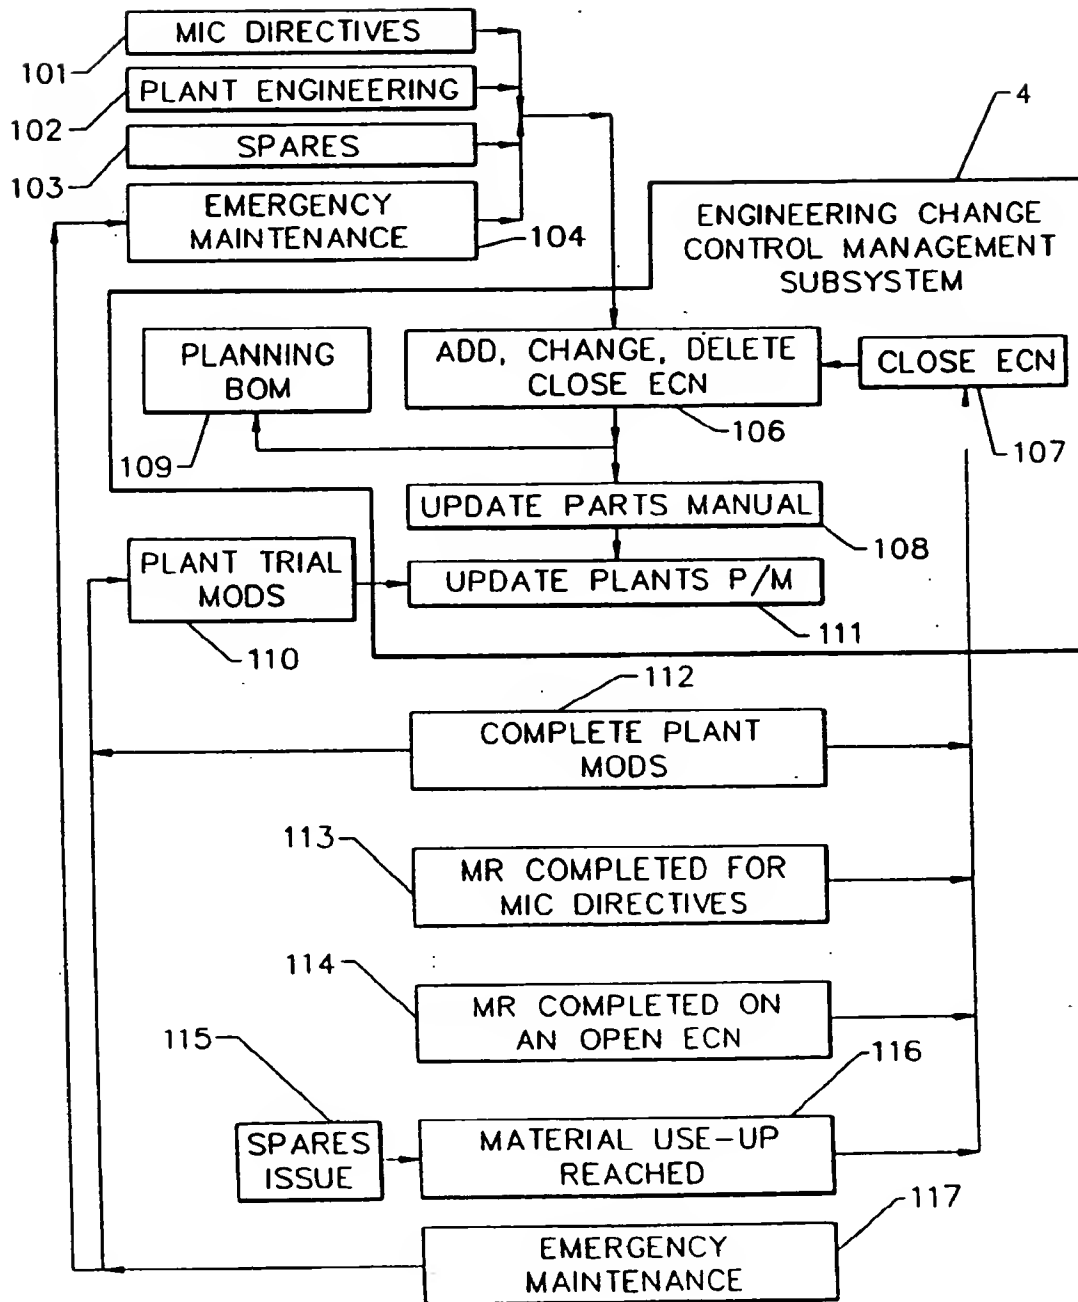 MIC DIRECTIVES
101
PLANT ENGINEERING
102
SPARES
103
EMERGENCY
MAINTENANCE
104
4
ENGINEERING CHANGE
CONTROL MANAGEMENT
SUBSYSTEM
PLANNING
BOM
109
ADD, CHANGE, DELETE
CLOSE ECN
106
CLOSE ECN
107
UPDATE PARTS MANUAL
108
PLANT TRIAL
MODS
110
UPDATE PLANTS P/M
111
112
COMPLETE PLANT
MODS
113
MR COMPLETED FOR
MIC DIRECTIVES
114
MR COMPLETED ON
AN OPEN ECN
115
SPARES
ISSUE
116
MATERIAL USE-UP
REACHED
117
EMERGENCY
MAINTENANCE